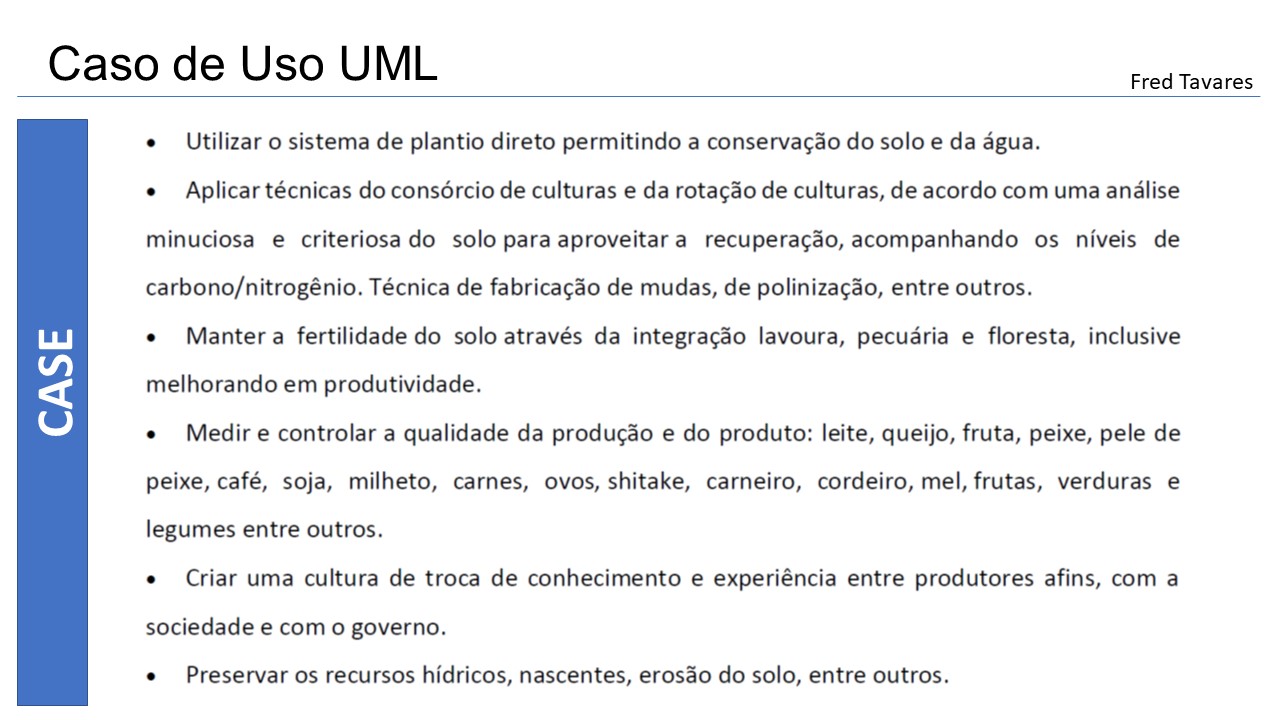 Caso de Uso UML
Fred Tavares
CASE
• Utilizar o sistema de plantio direto permitindo a conservação do solo e da água.
• Aplicar técnicas do consórcio de culturas e da rotação de culturas, de acordo com uma análise
minuciosa e criteriosa do solo para aproveitar a recuperação, acompanhando os níveis de
carbono/nitrogênio. Técnica de fabricação de mudas, de polinização, entre outros.
• Manter a fertilidade do solo através da integração lavoura, pecuária e floresta, inclusive
melhorando em produtividade.
• Medir e controlar a qualidade da produção e do produto: leite, queijo, fruta, peixe, pele de
peixe, café, soja, milheto, carnes, ovos, shitake, carneiro, cordeiro, mel, frutas, verduras e
legumes entre outros.
• Criar uma cultura de troca de conhecimento e experiência entre produtores afins, com a
sociedade e com o governo.
• Preservar os recursos hídricos, nascentes, erosão do solo, entre outros.